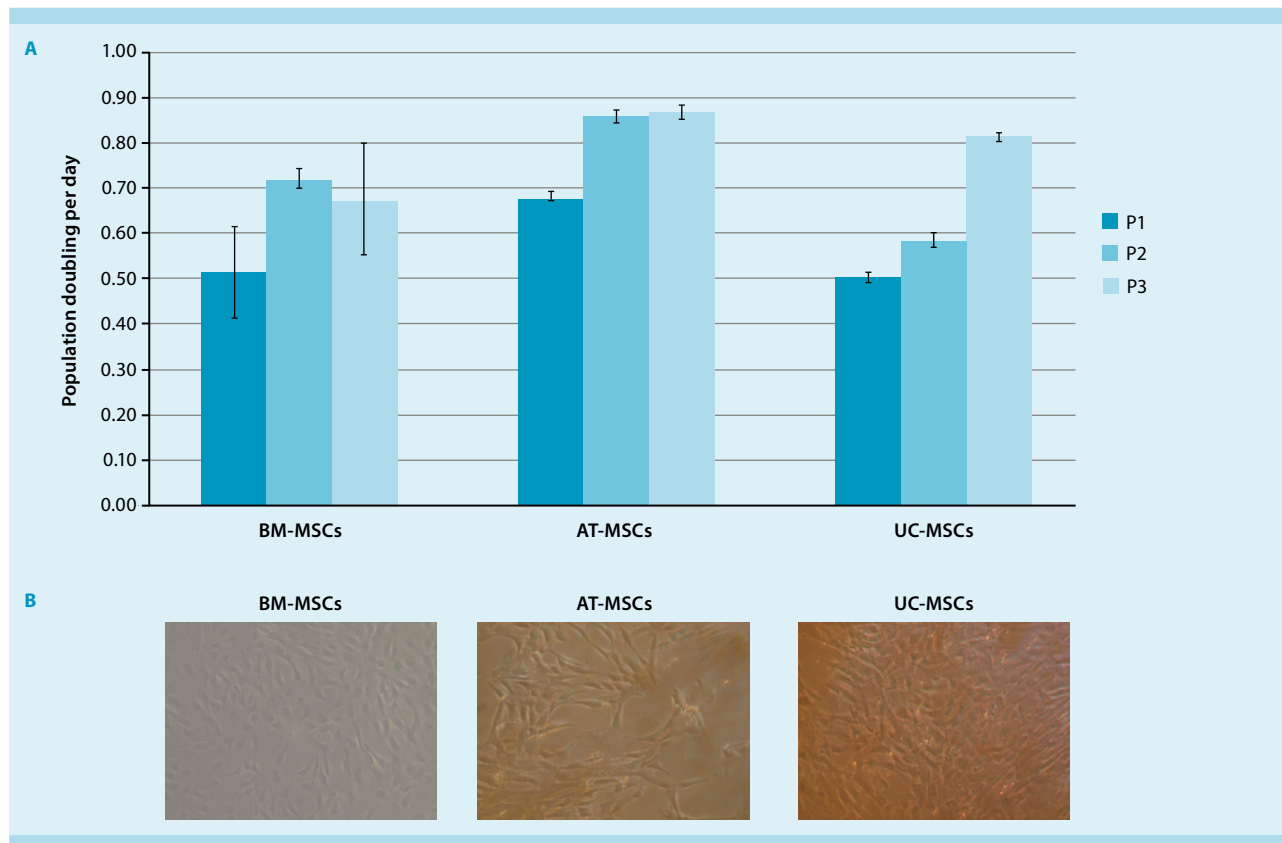 A
Population doubling per day
1.00
0.90
0.80
0.70
0.60
0.50
0.40
0.30
0.20
0.10
0.00
BM-MSCs
AT-MSCs
UC-MSCs
P1
P2
P3
B
BM-MSCs
AT-MSCs
UC-MSCs